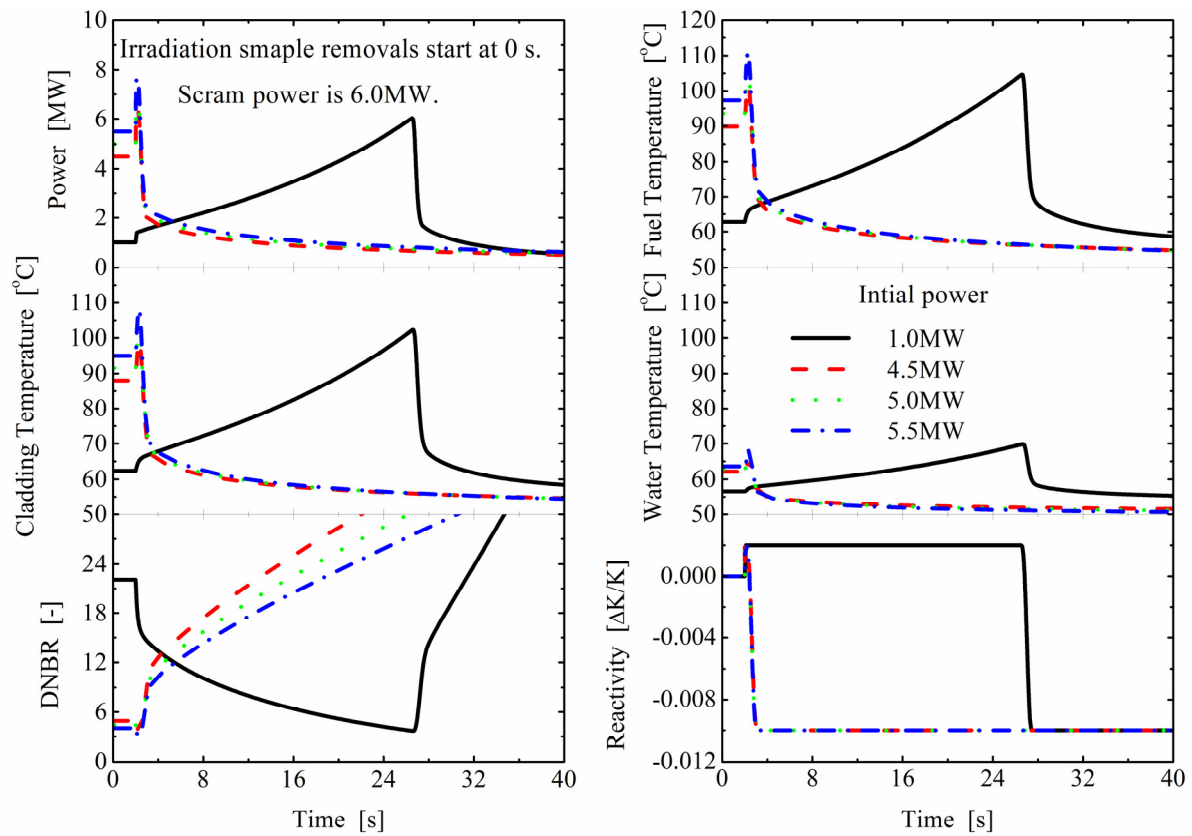 Irradiation smaple removals start at 0 s.
Scram power is 6.0MW.
Power [MW]
10
8
6
4
2
0
Cladding Temperature [°C]
110
100
90
80
70
60
50
DNBR [-]
24
18
12
6
0
0 8 16 24 32 40
Time [s]
Fuel Temperature [°C]
120
110
100
90
80
70
60
50
Water Temperature [°C]
110
100
90
80
70
60
50
Intial power
1.0MW
4.5MW
5.0MW
5.5MW
Reactivity [ΔK/K]
0.000
-0.004
-0.008
-0.012
0 8 16 24 32 40
Time [s]